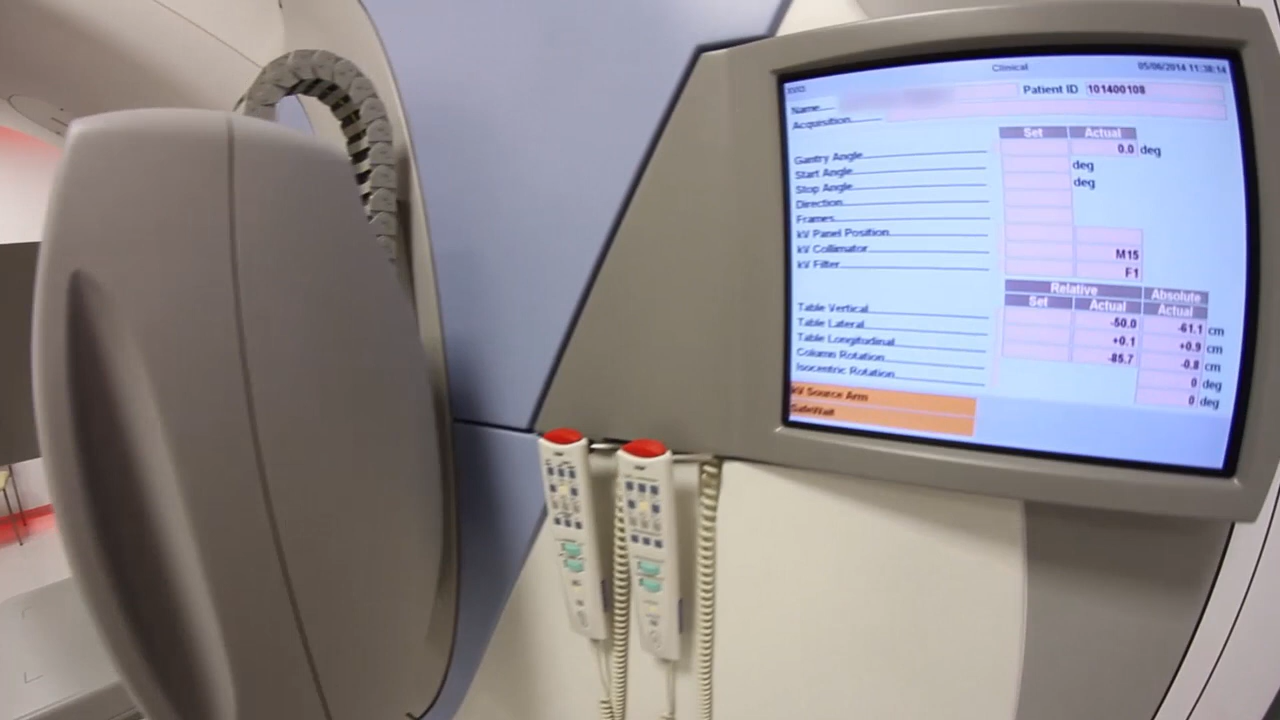 Clinical 05/06/2014 11:38:14
Name Patient ID 101400108
Acquisition
Set Actual
Gantry Angle 0.0 deg
Start Angle deg
Stop Angle deg
Direction
Frames
kV Panel Position
kV Collimator M15
kV Filter F1
Relative Absolute
Set Actual Actual
Table Vertical -50.0 -61.1 cm
Table Lateral +0.1 +0.9 cm
Table Longitudinal -85.7 -0.8 cm
Column Rotation 0 deg
Isocentric Rotation 0 deg
kV Source Arm
SafeWait